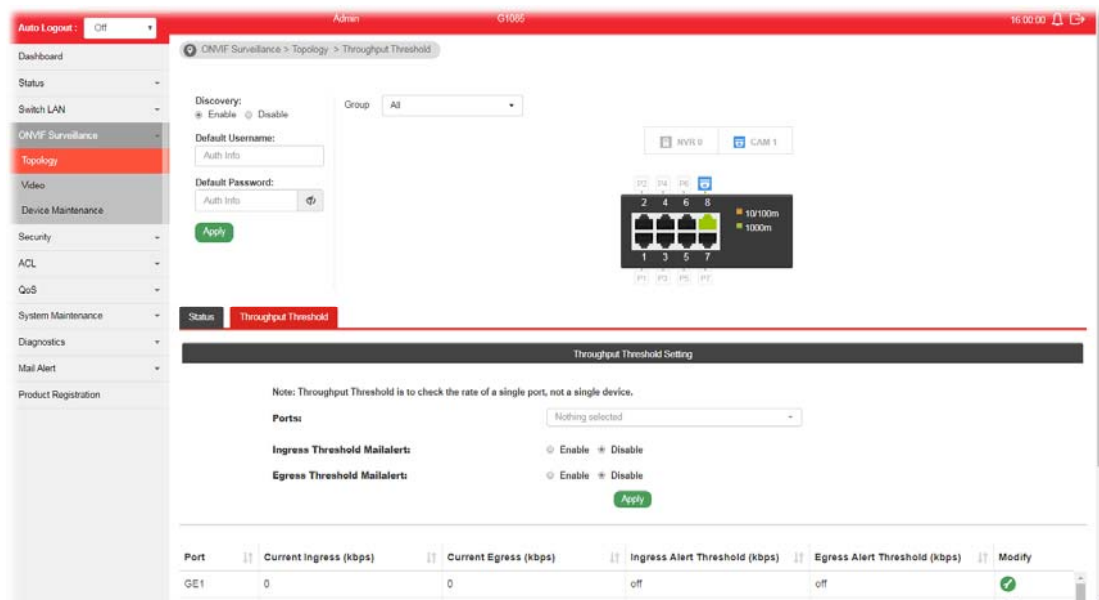 Auto Logout : Off
Admin
G1085
16:00:00
Dashboard
Status
Switch LAN
ONVIF Surveillance
Topology
Video
Device Maintenance
Security
ACL
QoS
System Maintenance
Diagnostics
Mail Alert
Product Registration
ONVIF Surveillance > Topology > Throughput Threshold
Discovery:
Enable Disable
Default Username:
Auth Info
Default Password:
Auth Info
Apply
Group All
NVR 0 CAM 1
P2 P4 P6
2 4 6 8
10/100m
1000m
1 3 5 7
P1 P3 P5 P7
Status Throughput Threshold
Throughput Threshold Setting
Note: Throughput Threshold is to check the rate of a single port, not a single device.
Ports: Nothing selected
Ingress Threshold Mailalert: Enable Disable
Egress Threshold Mailalert: Enable Disable
Apply
Port Current Ingress (kbps) Current Egress (kbps) Ingress Alert Threshold (kbps) Egress Alert Threshold (kbps) Modify
GE1 0 0 off off